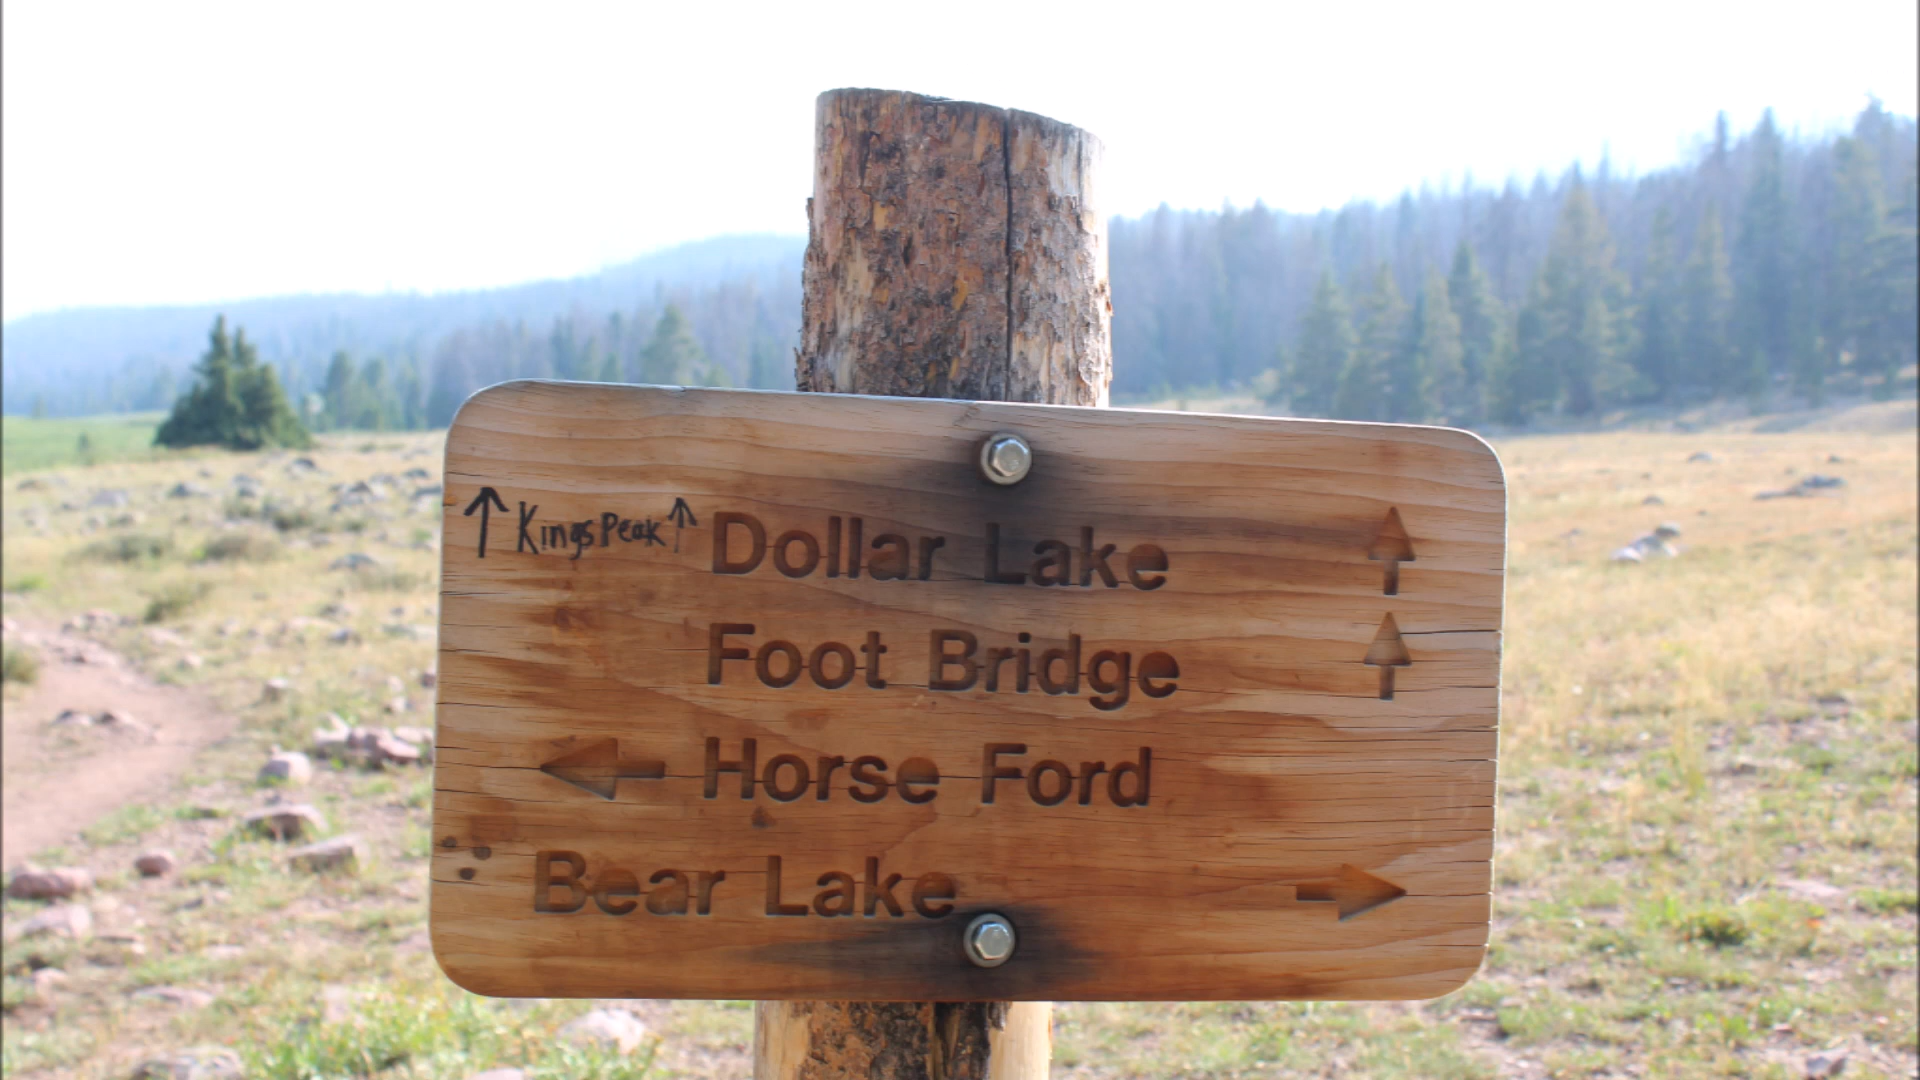 ↑ Kings Peak ↑ Dollar Lake ↑
Foot Bridge ↑
← Horse Ford
Bear Lake →